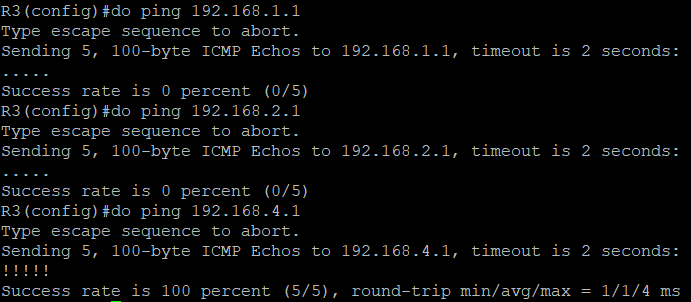 R3(config)#do ping 192.168.1.1
Type escape sequence to abort.
Sending 5, 100-byte ICMP Echos to 192.168.1.1, timeout is 2 seconds:
.....
Success rate is 0 percent (0/5)
R3(config)#do ping 192.168.2.1
Type escape sequence to abort.
Sending 5, 100-byte ICMP Echos to 192.168.2.1, timeout is 2 seconds:
.....
Success rate is 0 percent (0/5)
R3(config)#do ping 192.168.4.1
Type escape sequence to abort.
Sending 5, 100-byte ICMP Echos to 192.168.4.1, timeout is 2 seconds:
!!!!!
Success rate is 100 percent (5/5), round-trip min/avg/max = 1/1/4 ms